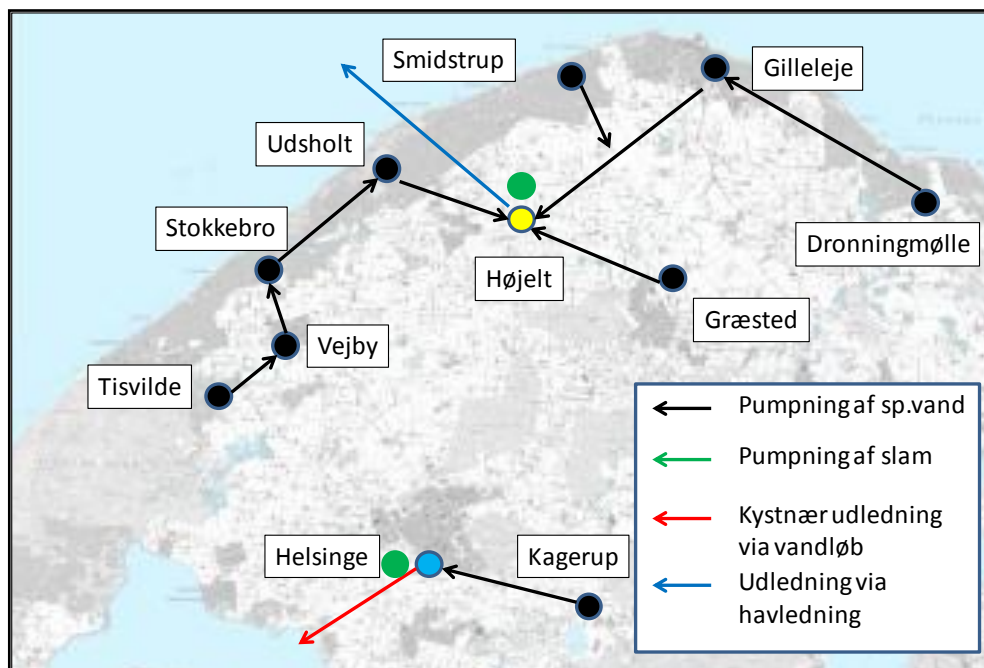 Smidstrup
Gilleleje
Udsholt
Stokkebro
Dronningmølle
Højelt
Græsted
Vejby
Tisvilde
Pumpning af sp.vand
Pumpning af slam
Kystnær udledning
via vandløb
Udledning via
havledning
Helsinge
Kagerup